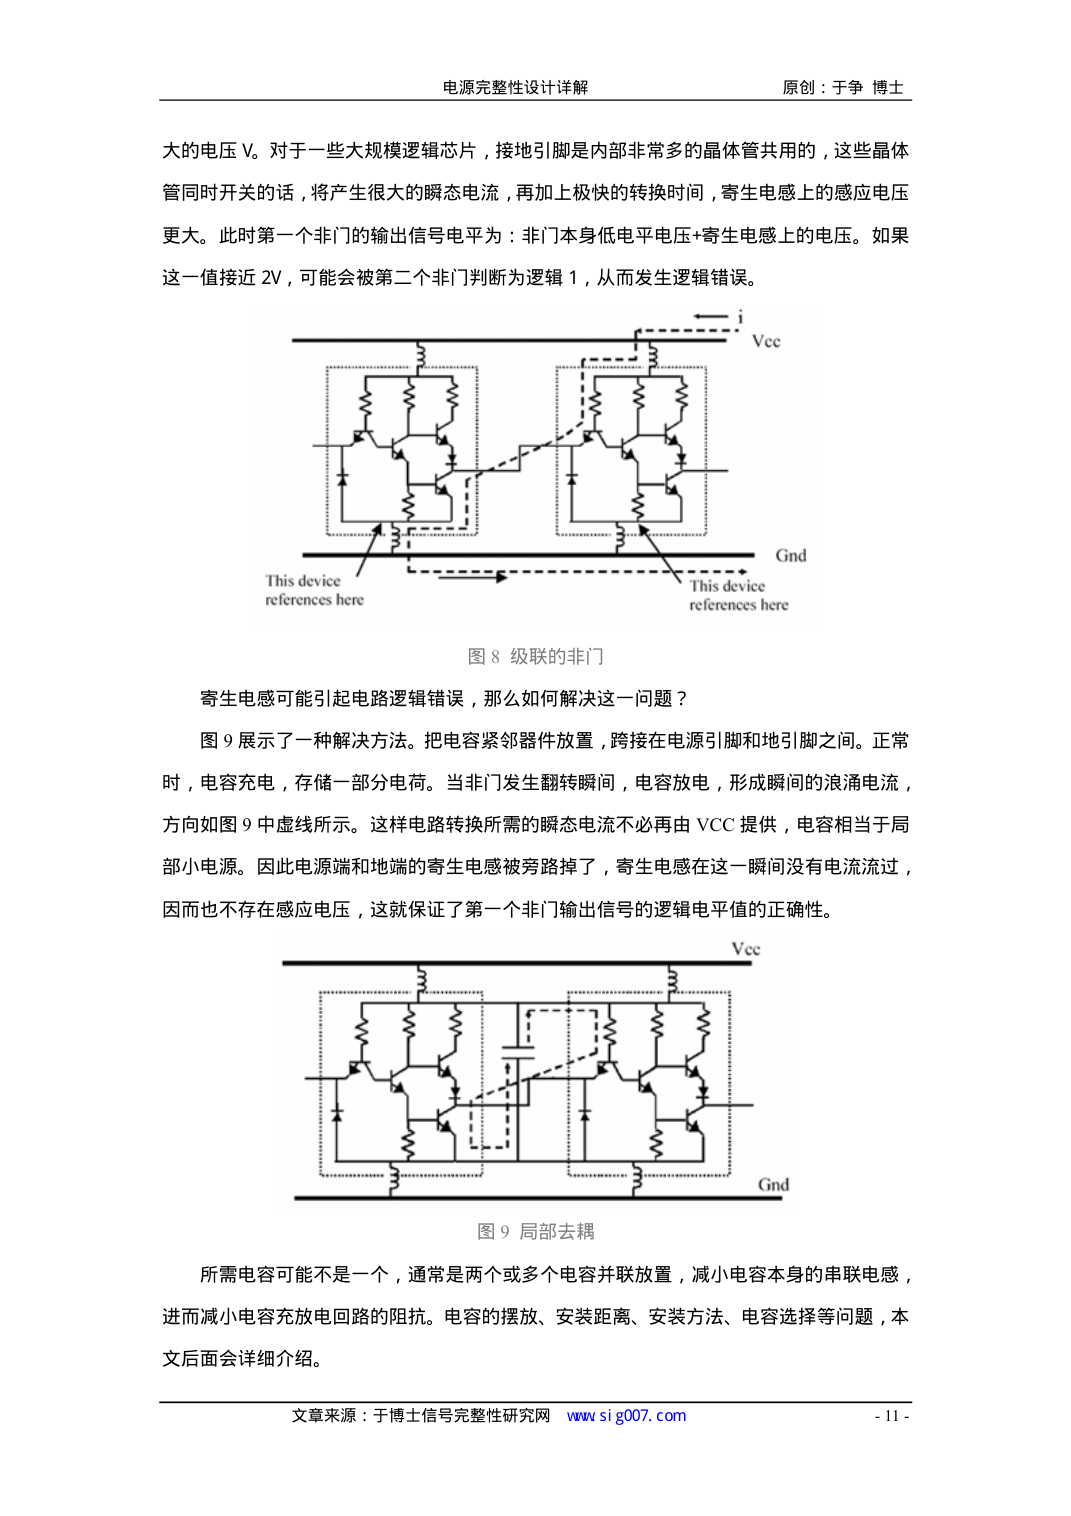 电源完整性设计详解 原创：于争 博士
大的电压 V。对于一些大规模逻辑芯片，接地引脚是内部非常多的晶体管共用的，这些晶体
管同时开关的话，将产生很大的瞬态电流，再加上极快的转换时间，寄生电感上的感应电压
更大。此时第一个非门的输出信号电平为：非门本身低电平电压+寄生电感上的电压。如果
这一值接近 2V，可能会被第二个非门判断为逻辑 1，从而发生逻辑错误。
i
Vcc
Gnd
This device
references here
This device
references here
图 8 级联的非门
寄生电感可能引起电路逻辑错误，那么如何解决这一问题？
图 9 展示了一种解决方法。把电容紧邻器件放置，跨接在电源引脚和地引脚之间。正常
时，电容充电，存储一部分电荷。当非门发生翻转瞬间，电容放电，形成瞬间的浪涌电流，
方向如图 9 中虚线所示。这样电路转换所需的瞬态电流不必再由 VCC 提供，电容相当于局
部小电源。因此电源端和地端的寄生电感被旁路掉了，寄生电感在这一瞬间没有电流流过，
因而也不存在感应电压，这就保证了第一个非门输出信号的逻辑电平值的正确性。
Vcc
Gnd
图 9 局部去耦
所需电容可能不是一个，通常是两个或多个电容并联放置，减小电容本身的串联电感，
进而减小电容充放电回路的阻抗。电容的摆放、安装距离、安装方法、电容选择等问题，本
文后面会详细介绍。
文章来源：于博士信号完整性研究网 www.sig007.com - 11 -